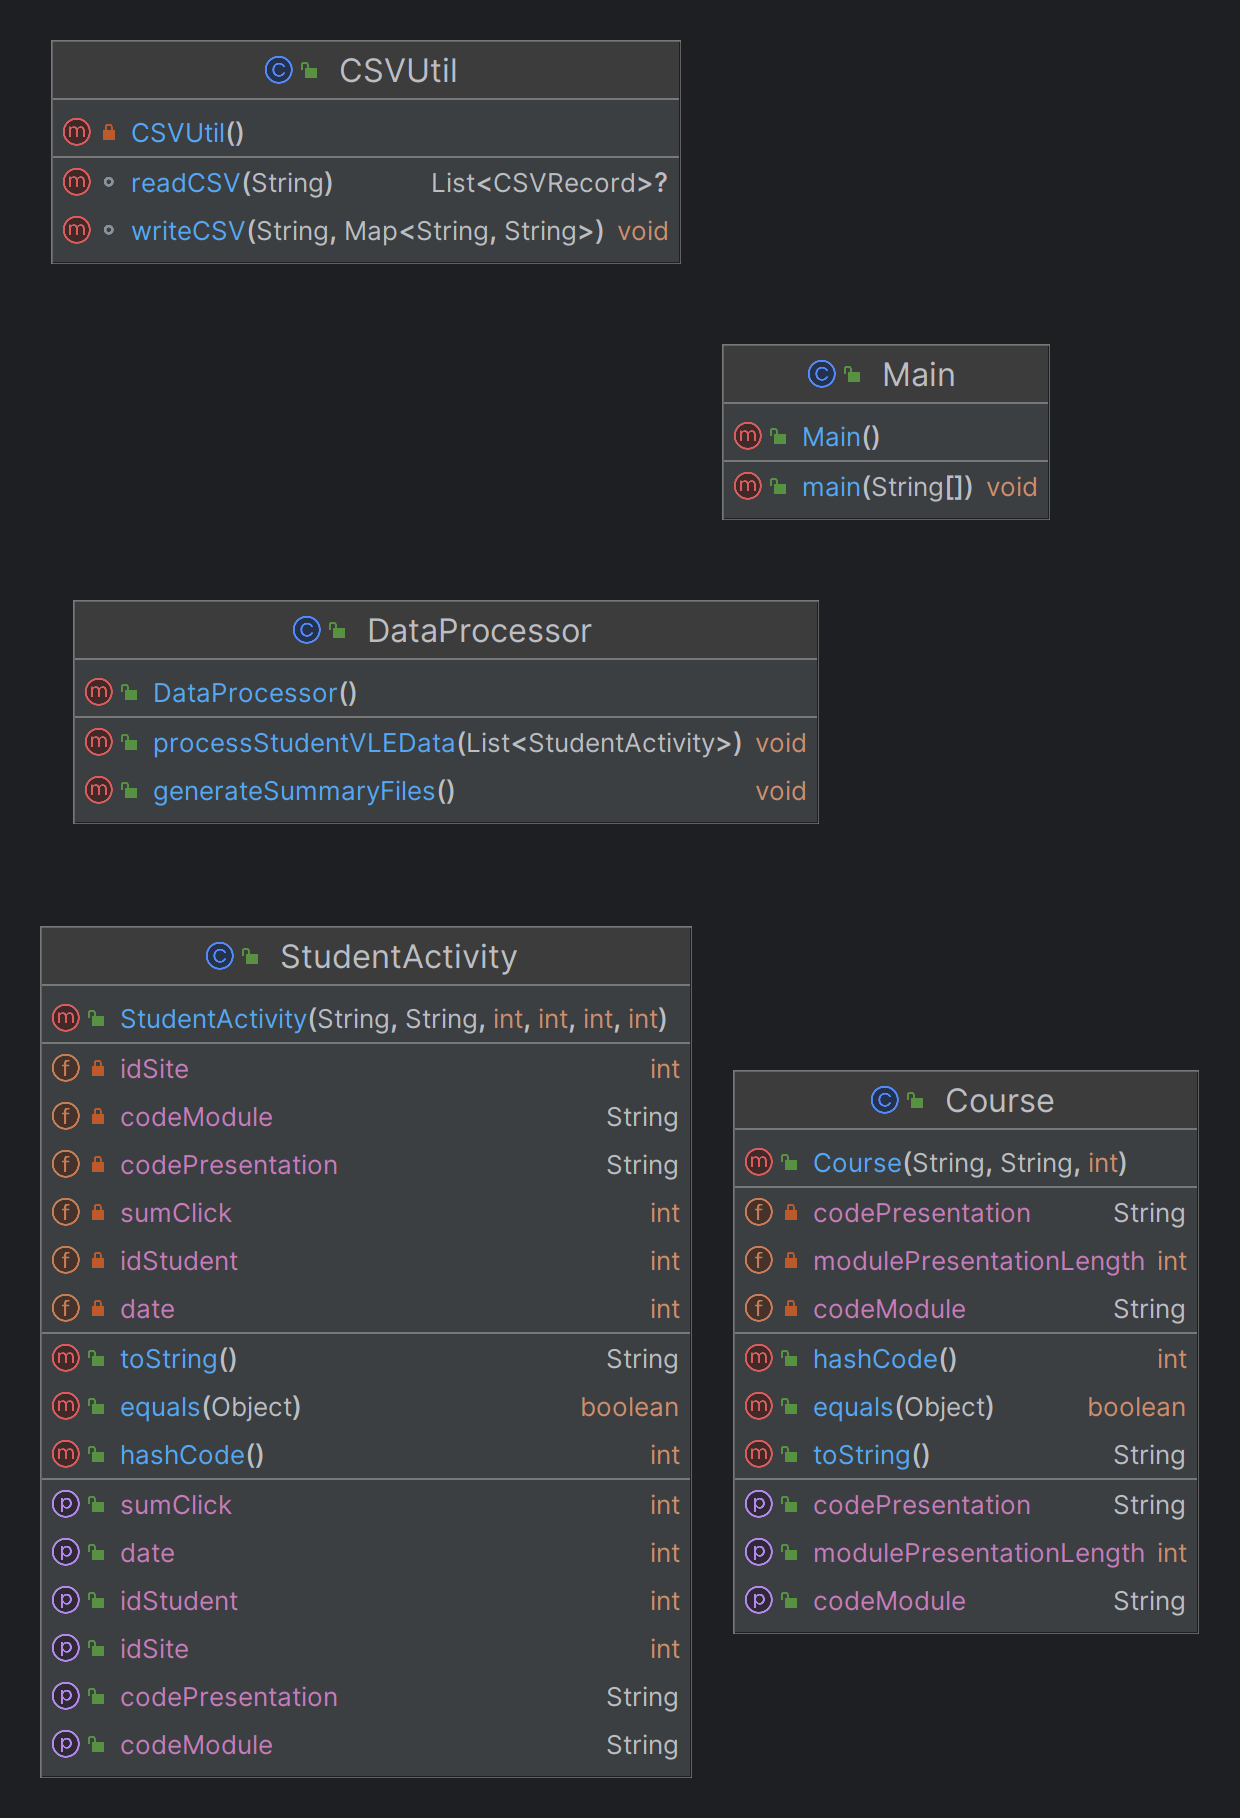 CSVUtil
CSVUtil()
readCSV(String) List<CSVRecord>?
writeCSV(String, Map<String, String>) void
Main
Main()
main(String[]) void
DataProcessor
DataProcessor()
processStudentVLEData(List<StudentActivity>) void
generateSummaryFiles() void
StudentActivity
StudentActivity(String, String, int, int, int, int)
idSite int
codeModule String
codePresentation String
sumClick int
idStudent int
date int
toString() String
equals(Object) boolean
hashCode() int
sumClick int
date int
idStudent int
idSite int
codePresentation String
codeModule String
Course
Course(String, String, int)
codePresentation String
modulePresentationLength int
codeModule String
hashCode() int
equals(Object) boolean
toString() String
codePresentation String
modulePresentationLength int
codeModule String